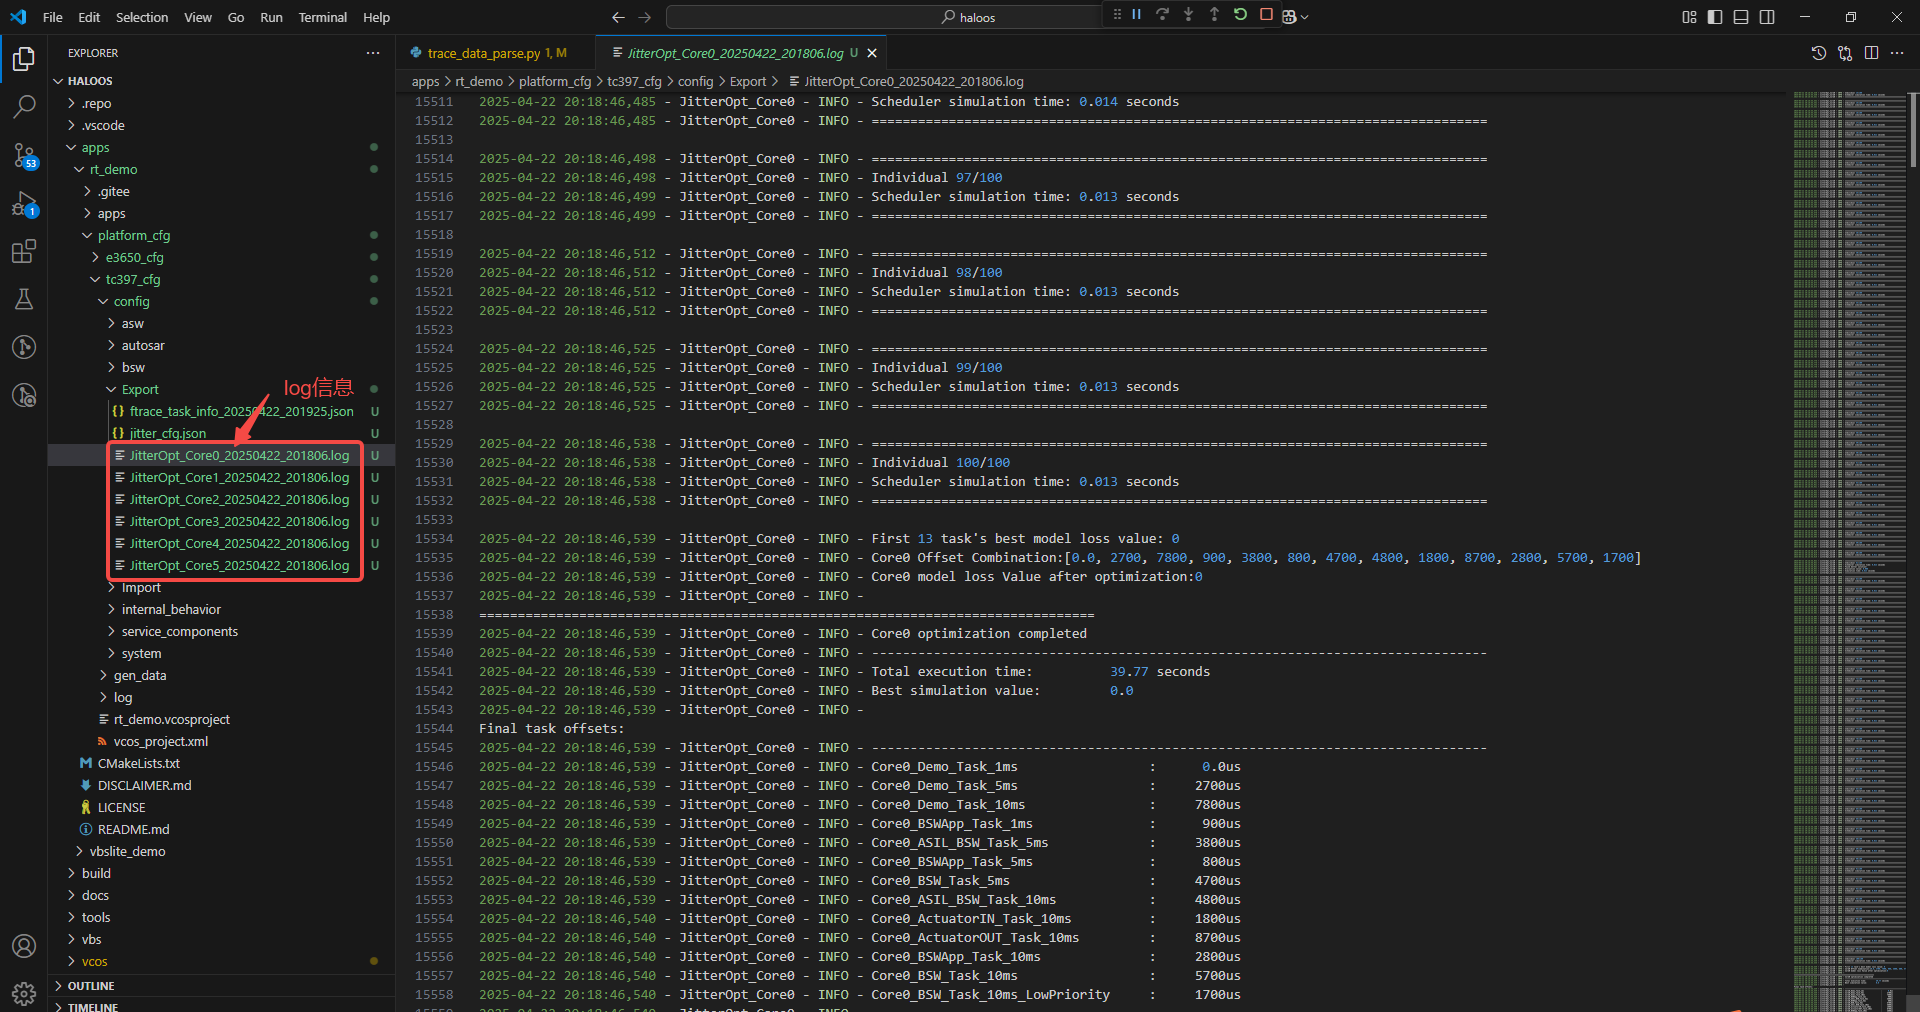 File Edit Selection View Go Run Terminal Help
haloos
EXPLORER
HALOOS
.repo
.vscode
apps
rt_demo
.gitee
apps
platform_cfg
e3650_cfg
tc397_cfg
config
asw
autosar
bsw
Export
log信息
ftrace_task_info_20250422_201925.json U
jitter_cfg.json U
JitterOpt_Core0_20250422_201806.log U
JitterOpt_Core1_20250422_201806.log U
JitterOpt_Core2_20250422_201806.log U
JitterOpt_Core3_20250422_201806.log U
JitterOpt_Core4_20250422_201806.log U
JitterOpt_Core5_20250422_201806.log U
Import
internal_behavior
service_components
system
gen_data
log
rt_demo.vcosproject
vcos_project.xml
CMakeLists.txt
DISCLAIMER.md
LICENSE
README.md
vbslite_demo
build
docs
tools
vbs
vcos
OUTLINE
TIMELINE
53
1
trace_data_parse.py 1, M
JitterOpt_Core0_20250422_201806.log U
apps > rt_demo > platform_cfg > tc397_cfg > config > Export > JitterOpt_Core0_20250422_201806.log
15511 2025-04-22 20:18:46,485 - JitterOpt_Core0 - INFO - Scheduler simulation time: 0.014 seconds
15512 2025-04-22 20:18:46,485 - JitterOpt_Core0 - INFO - ================================================================================
15513
15514 2025-04-22 20:18:46,498 - JitterOpt_Core0 - INFO - ================================================================================
15515 2025-04-22 20:18:46,498 - JitterOpt_Core0 - INFO - Individual 97/100
15516 2025-04-22 20:18:46,499 - JitterOpt_Core0 - INFO - Scheduler simulation time: 0.013 seconds
15517 2025-04-22 20:18:46,499 - JitterOpt_Core0 - INFO - ================================================================================
15518
15519 2025-04-22 20:18:46,512 - JitterOpt_Core0 - INFO - ================================================================================
15520 2025-04-22 20:18:46,512 - JitterOpt_Core0 - INFO - Individual 98/100
15521 2025-04-22 20:18:46,512 - JitterOpt_Core0 - INFO - Scheduler simulation time: 0.013 seconds
15522 2025-04-22 20:18:46,512 - JitterOpt_Core0 - INFO - ================================================================================
15523
15524 2025-04-22 20:18:46,525 - JitterOpt_Core0 - INFO - ================================================================================
15525 2025-04-22 20:18:46,525 - JitterOpt_Core0 - INFO - Individual 99/100
15526 2025-04-22 20:18:46,525 - JitterOpt_Core0 - INFO - Scheduler simulation time: 0.013 seconds
15527 2025-04-22 20:18:46,525 - JitterOpt_Core0 - INFO - ================================================================================
15528
15529 2025-04-22 20:18:46,538 - JitterOpt_Core0 - INFO - ================================================================================
15530 2025-04-22 20:18:46,538 - JitterOpt_Core0 - INFO - Individual 100/100
15531 2025-04-22 20:18:46,538 - JitterOpt_Core0 - INFO - Scheduler simulation time: 0.013 seconds
15532 2025-04-22 20:18:46,538 - JitterOpt_Core0 - INFO - ================================================================================
15533
15534 2025-04-22 20:18:46,539 - JitterOpt_Core0 - INFO - First 13 task's best model loss value: 0
15535 2025-04-22 20:18:46,539 - JitterOpt_Core0 - INFO - Core0 Offset Combination:[0.0, 2700, 7800, 900, 3800, 800, 4700, 4800, 1800, 8700, 2800, 5700, 1700]
15536 2025-04-22 20:18:46,539 - JitterOpt_Core0 - INFO - Core0 model loss Value after optimization:0
15537 2025-04-22 20:18:46,539 - JitterOpt_Core0 - INFO -
15538 ================================================================================
15539 2025-04-22 20:18:46,539 - JitterOpt_Core0 - INFO - Core0 optimization completed
15540 2025-04-22 20:18:46,539 - JitterOpt_Core0 - INFO - --------------------------------------------------------------------------------
15541 2025-04-22 20:18:46,539 - JitterOpt_Core0 - INFO - Total execution time: 39.77 seconds
15542 2025-04-22 20:18:46,539 - JitterOpt_Core0 - INFO - Best simulation value: 0.0
15543 2025-04-22 20:18:46,539 - JitterOpt_Core0 - INFO -
15544 Final task offsets:
15545 2025-04-22 20:18:46,539 - JitterOpt_Core0 - INFO - --------------------------------------------------------------------------------
15546 2025-04-22 20:18:46,539 - JitterOpt_Core0 - INFO - Core0_Demo_Task_1ms : 0.0us
15547 2025-04-22 20:18:46,539 - JitterOpt_Core0 - INFO - Core0_Demo_Task_5ms : 2700us
15548 2025-04-22 20:18:46,539 - JitterOpt_Core0 - INFO - Core0_Demo_Task_10ms : 7800us
15549 2025-04-22 20:18:46,539 - JitterOpt_Core0 - INFO - Core0_BSWApp_Task_1ms : 900us
15550 2025-04-22 20:18:46,539 - JitterOpt_Core0 - INFO - Core0_ASIL_BSW_Task_5ms : 3800us
15551 2025-04-22 20:18:46,539 - JitterOpt_Core0 - INFO - Core0_BSWApp_Task_5ms : 800us
15552 2025-04-22 20:18:46,539 - JitterOpt_Core0 - INFO - Core0_BSW_Task_5ms : 4700us
15553 2025-04-22 20:18:46,539 - JitterOpt_Core0 - INFO - Core0_ASIL_BSW_Task_10ms : 4800us
15554 2025-04-22 20:18:46,540 - JitterOpt_Core0 - INFO - Core0_ActuatorIN_Task_10ms : 1800us
15555 2025-04-22 20:18:46,540 - JitterOpt_Core0 - INFO - Core0_ActuatorOUT_Task_10ms : 8700us
15556 2025-04-22 20:18:46,540 - JitterOpt_Core0 - INFO - Core0_BSWApp_Task_10ms : 2800us
15557 2025-04-22 20:18:46,540 - JitterOpt_Core0 - INFO - Core0_BSW_Task_10ms : 5700us
15558 2025-04-22 20:18:46,540 - JitterOpt_Core0 - INFO - Core0_BSW_Task_10ms_LowPriority : 1700us